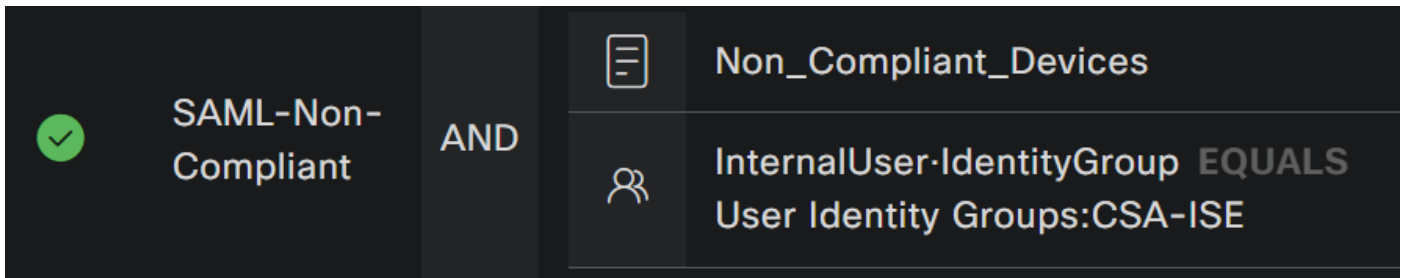 SAML-Non-
Compliant
AND
Non_Compliant_Devices
InternalUser·IdentityGroup EQUALS
User Identity Groups:CSA-ISE